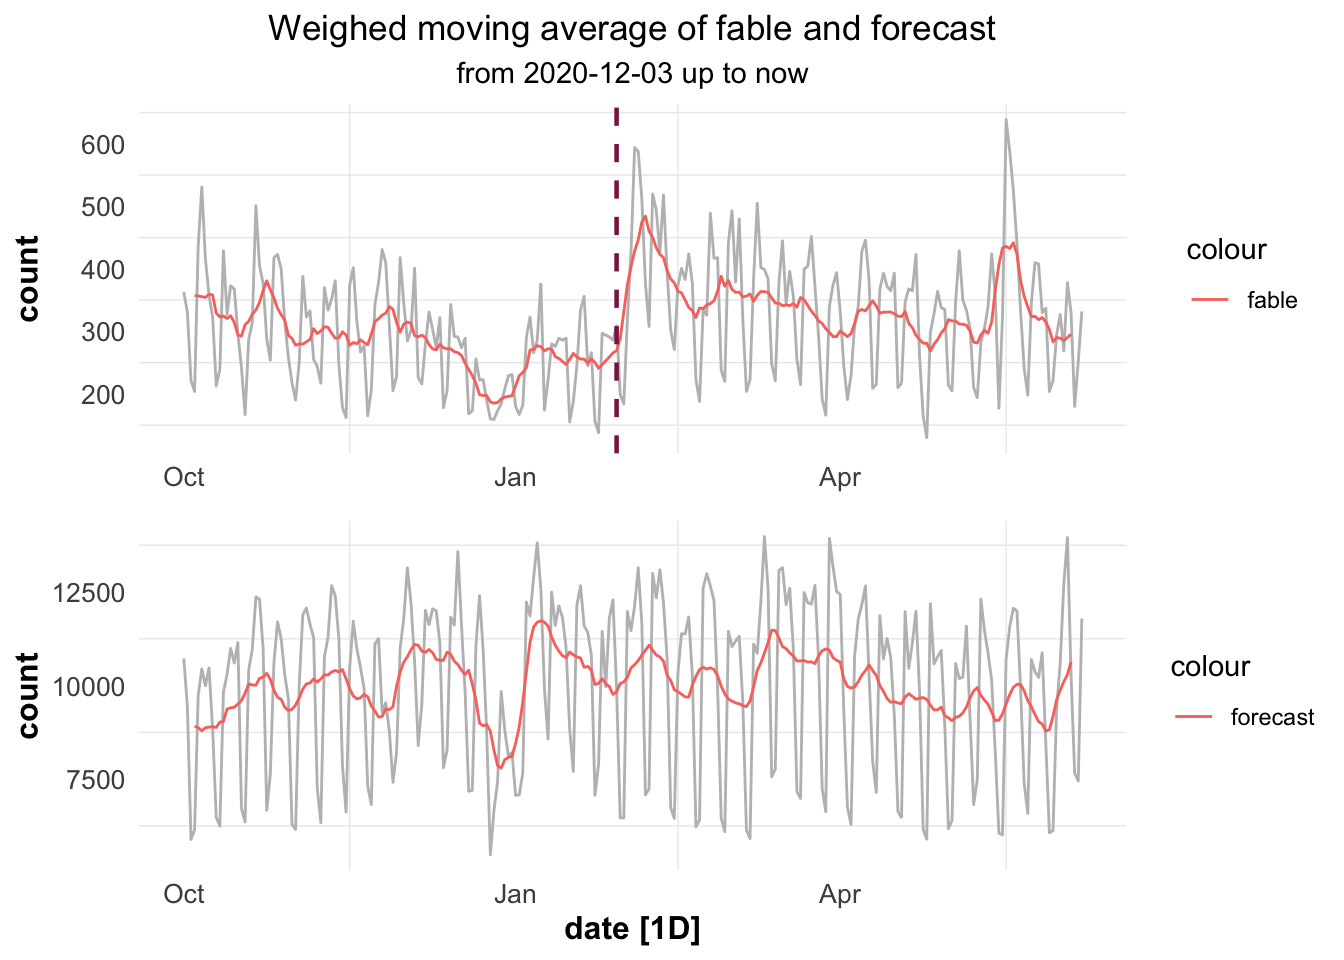 Weighed moving average of fable and forecast
from 2020-12-03 up to now
count
600
500
400
300
200
Oct
Jan
Apr
colour
fable
count
12500
10000
7500
Oct
Jan
Apr
date [1D]
colour
forecast